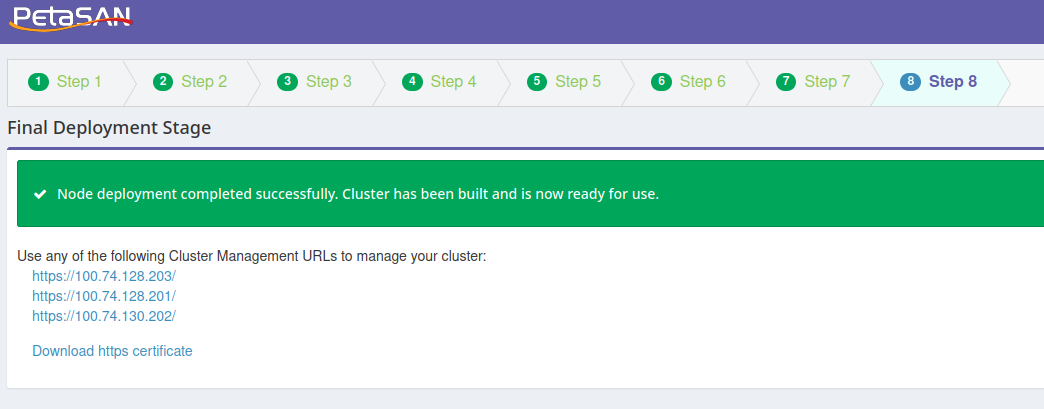 PetaSAN
1 Step 1 2 Step 2 3 Step 3 4 Step 4 5 Step 5 6 Step 6 7 Step 7 8 Step 8
Final Deployment Stage
Node deployment completed successfully. Cluster has been built and is now ready for use.
Use any of the following Cluster Management URLs to manage your cluster:
https://100.74.128.203/
https://100.74.128.201/
https://100.74.130.202/
Download https certificate